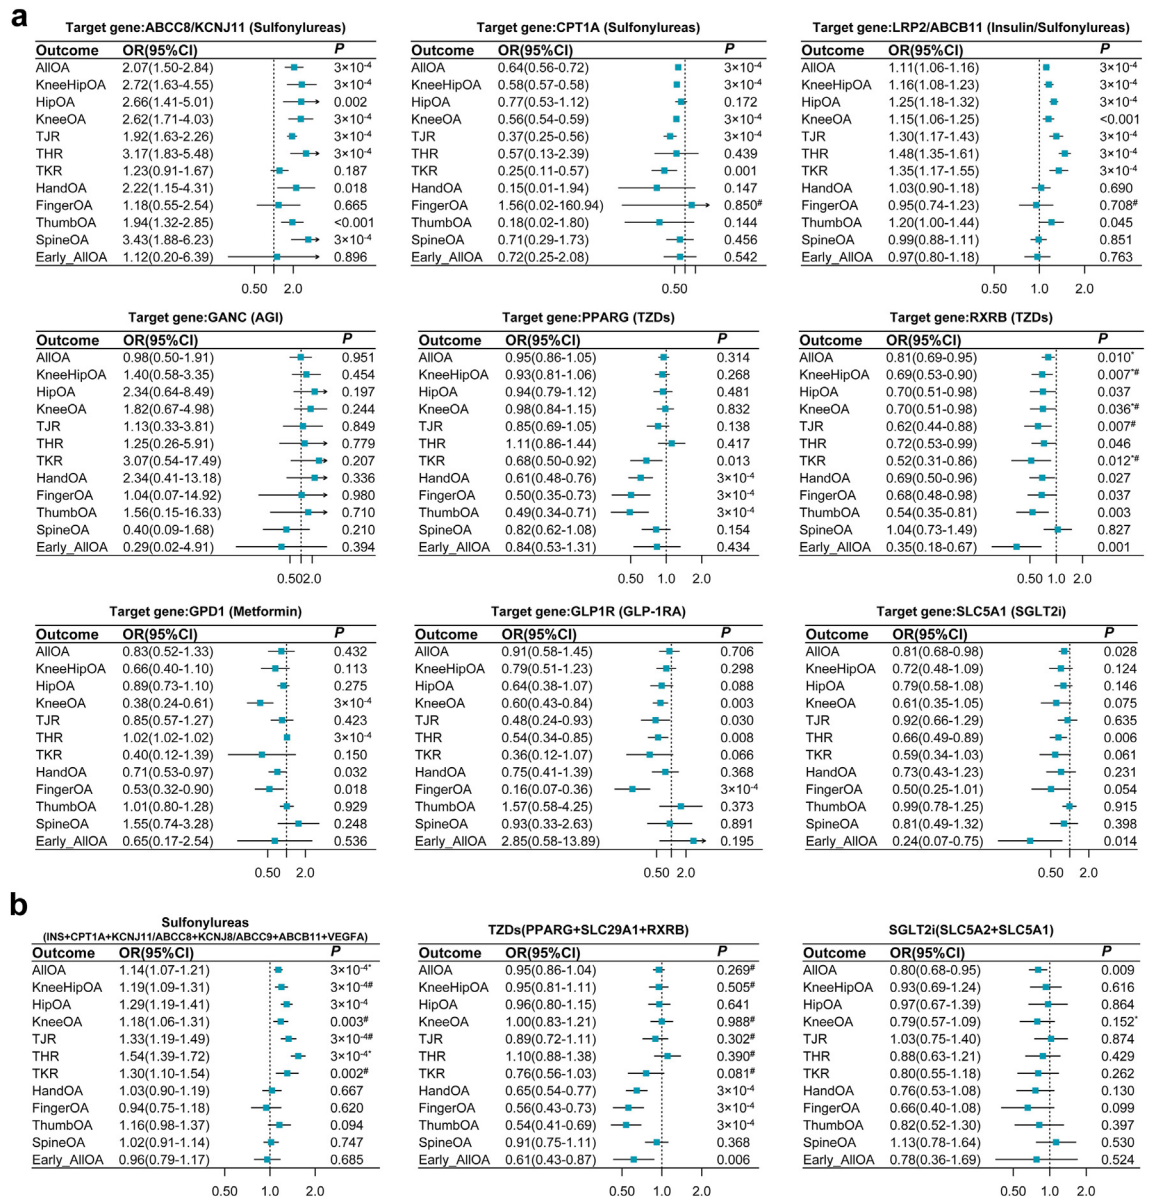 a
Target gene:ABCC8/KCNJ11 (Sulfonylureas)
Outcome OR(95%CI) P
AllOA 2.07(1.50-2.84) 3×10-4
KneeHipOA 2.72(1.63-4.55) 3×10-4
HipOA 2.66(1.41-5.01) 0.002
KneeOA 2.62(1.71-4.03) 3×10-4
TJR 1.92(1.63-2.26) 3×10-4
THR 3.17(1.83-5.48) 3×10-4
TKR 1.23(0.91-1.67) 0.187
HandOA 2.22(1.15-4.31) 0.018
FingerOA 1.18(0.55-2.54) 0.665
ThumbOA 1.94(1.32-2.85) <0.001
SpineOA 3.43(1.88-6.23) 3×10-4
Early_AllOA 1.12(0.20-6.39) 0.896
0.50 2.0
Target gene:CPT1A (Sulfonylureas)
Outcome OR(95%CI) P
AllOA 0.64(0.56-0.72) 3×10-4
KneeHipOA 0.58(0.57-0.58) 3×10-4
HipOA 0.77(0.53-1.12) 0.172
KneeOA 0.56(0.54-0.59) 3×10-4
TJR 0.37(0.25-0.56) 3×10-4
THR 0.57(0.13-2.39) 0.439
TKR 0.25(0.11-0.57) 0.001
HandOA 0.15(0.01-1.94) 0.147
FingerOA 1.56(0.02-160.94) 0.850#
ThumbOA 0.18(0.02-1.80) 0.144
SpineOA 0.71(0.29-1.73) 0.456
Early_AllOA 0.72(0.25-2.08) 0.542
0.50
Target gene:LRP2/ABCB11 (Insulin/Sulfonylureas)
Outcome OR(95%CI) P
AllOA 1.11(1.06-1.16) 3×10-4
KneeHipOA 1.16(1.08-1.23) 3×10-4
HipOA 1.25(1.18-1.32) 3×10-4
KneeOA 1.15(1.06-1.25) <0.001
TJR 1.30(1.17-1.43) 3×10-4
THR 1.48(1.35-1.61) 3×10-4
TKR 1.35(1.17-1.55) 3×10-4
HandOA 1.03(0.90-1.18) 0.690
FingerOA 0.95(0.74-1.23) 0.708#
ThumbOA 1.20(1.00-1.44) 0.045
SpineOA 0.99(0.88-1.11) 0.851
Early_AllOA 0.97(0.80-1.18) 0.763
0.50 1.0 2.0
Target gene:GANC (AGI)
Outcome OR(95%CI) P
AllOA 0.98(0.50-1.91) 0.951
KneeHipOA 1.40(0.58-3.35) 0.454
HipOA 2.34(0.64-8.49) 0.197
KneeOA 1.82(0.67-4.98) 0.244
TJR 1.13(0.33-3.81) 0.849
THR 1.25(0.26-5.91) 0.779
TKR 3.07(0.54-17.49) 0.207
HandOA 2.34(0.41-13.18) 0.336
FingerOA 1.04(0.07-14.92) 0.980
ThumbOA 1.56(0.15-16.33) 0.710
SpineOA 0.40(0.09-1.68) 0.210
Early_AllOA 0.29(0.02-4.91) 0.394
0.502.0
Target gene:PPARG (TZDs)
Outcome OR(95%CI) P
AllOA 0.95(0.86-1.05) 0.314
KneeHipOA 0.93(0.81-1.06) 0.268
HipOA 0.94(0.79-1.12) 0.481
KneeOA 0.98(0.84-1.15) 0.832
TJR 0.85(0.69-1.05) 0.138
THR 1.11(0.86-1.44) 0.417
TKR 0.68(0.50-0.92) 0.013
HandOA 0.61(0.48-0.76) 3×10-4
FingerOA 0.50(0.35-0.73) 3×10-4
ThumbOA 0.49(0.34-0.71) 3×10-4
SpineOA 0.82(0.62-1.08) 0.154
Early_AllOA 0.84(0.53-1.31) 0.434
0.50 1.0 2.0
Target gene:RXRB (TZDs)
Outcome OR(95%CI) P
AllOA 0.81(0.69-0.95) 0.010*
KneeHipOA 0.69(0.53-0.90) 0.007*#
HipOA 0.70(0.51-0.98) 0.037
KneeOA 0.70(0.51-0.98) 0.036*#
TJR 0.62(0.44-0.88) 0.007#
THR 0.72(0.53-0.99) 0.046
TKR 0.52(0.31-0.86) 0.012*#
HandOA 0.69(0.50-0.96) 0.027
FingerOA 0.68(0.48-0.98) 0.037
ThumbOA 0.54(0.35-0.81) 0.003
SpineOA 1.04(0.73-1.49) 0.827
Early_AllOA 0.35(0.18-0.67) 0.001
0.50 1.0 2.0
Target gene:GPD1 (Metformin)
Outcome OR(95%CI) P
AllOA 0.83(0.52-1.33) 0.432
KneeHipOA 0.66(0.40-1.10) 0.113
HipOA 0.89(0.73-1.10) 0.275
KneeOA 0.38(0.24-0.61) 3×10-4
TJR 0.85(0.57-1.27) 0.423
THR 1.02(1.02-1.02) 3×10-4
TKR 0.40(0.12-1.39) 0.150
HandOA 0.71(0.53-0.97) 0.032
FingerOA 0.53(0.32-0.90) 0.018
ThumbOA 1.01(0.80-1.28) 0.929
SpineOA 1.55(0.74-3.28) 0.248
Early_AllOA 0.65(0.17-2.54) 0.536
0.50 2.0
Target gene:GLP1R (GLP-1RA)
Outcome OR(95%CI) P
AllOA 0.91(0.58-1.45) 0.706
KneeHipOA 0.79(0.51-1.23) 0.298
HipOA 0.64(0.38-1.07) 0.088
KneeOA 0.60(0.43-0.84) 0.003
TJR 0.48(0.24-0.93) 0.030
THR 0.54(0.34-0.85) 0.008
TKR 0.36(0.12-1.07) 0.066
HandOA 0.75(0.41-1.39) 0.368
FingerOA 0.16(0.07-0.36) 3×10-4
ThumbOA 1.57(0.58-4.25) 0.373
SpineOA 0.93(0.33-2.63) 0.891
Early_AllOA 2.85(0.58-13.89) 0.195
0.50 2.0
Target gene:SLC5A1 (SGLT2i)
Outcome OR(95%CI) P
AllOA 0.81(0.68-0.98) 0.028
KneeHipOA 0.72(0.48-1.09) 0.124
HipOA 0.79(0.58-1.08) 0.146
KneeOA 0.61(0.35-1.05) 0.075
TJR 0.92(0.66-1.29) 0.635
THR 0.66(0.49-0.89) 0.006
TKR 0.59(0.34-1.03) 0.061
HandOA 0.73(0.43-1.23) 0.231
FingerOA 0.50(0.25-1.01) 0.054
ThumbOA 0.99(0.78-1.25) 0.915
SpineOA 0.81(0.49-1.32) 0.398
Early_AllOA 0.24(0.07-0.75) 0.014
0.50 2.0
b
Sulfonylureas
(INS+CPT1A+KCNJ11/ABCC8+KCNJ8/ABCC9+ABCB11+VEGFA)
Outcome OR(95%CI) P
AllOA 1.14(1.07-1.21) 3×10-4*
KneeHipOA 1.19(1.09-1.31) 3×10-4#
HipOA 1.29(1.19-1.41) 3×10-4
KneeOA 1.18(1.06-1.31) 0.003#
TJR 1.33(1.19-1.49) 3×10-4#
THR 1.54(1.39-1.72) 3×10-4*
TKR 1.30(1.10-1.54) 0.002#
HandOA 1.03(0.90-1.19) 0.667
FingerOA 0.94(0.75-1.18) 0.620
ThumbOA 1.16(0.98-1.37) 0.094
SpineOA 1.02(0.91-1.14) 0.747
Early_AllOA 0.96(0.79-1.17) 0.685
0.50 1.0 2.0
TZDs(PPARG+SLC29A1+RXRB)
Outcome OR(95%CI) P
AllOA 0.95(0.86-1.04) 0.269#
KneeHipOA 0.95(0.81-1.11) 0.505#
HipOA 0.96(0.80-1.15) 0.641
KneeOA 1.00(0.83-1.21) 0.988#
TJR 0.89(0.72-1.11) 0.302#
THR 1.10(0.88-1.38) 0.390#
TKR 0.76(0.56-1.03) 0.081#
HandOA 0.65(0.54-0.77) 3×10-4
FingerOA 0.56(0.43-0.73) 3×10-4
ThumbOA 0.54(0.41-0.69) 3×10-4
SpineOA 0.91(0.75-1.11) 0.368
Early_AllOA 0.61(0.43-0.87) 0.006
0.50 1.0 2.0
SGLT2i(SLC5A2+SLC5A1)
Outcome OR(95%CI) P
AllOA 0.80(0.68-0.95) 0.009
KneeHipOA 0.93(0.69-1.24) 0.616
HipOA 0.97(0.67-1.39) 0.864
KneeOA 0.79(0.57-1.09) 0.152*
TJR 1.03(0.75-1.40) 0.874
THR 0.88(0.63-1.21) 0.429
TKR 0.80(0.55-1.18) 0.262
HandOA 0.76(0.53-1.08) 0.130
FingerOA 0.66(0.40-1.08) 0.099
ThumbOA 0.82(0.52-1.30) 0.397
SpineOA 1.13(0.78-1.64) 0.530
Early_AllOA 0.78(0.36-1.69) 0.524
0.50 1.0 2.0